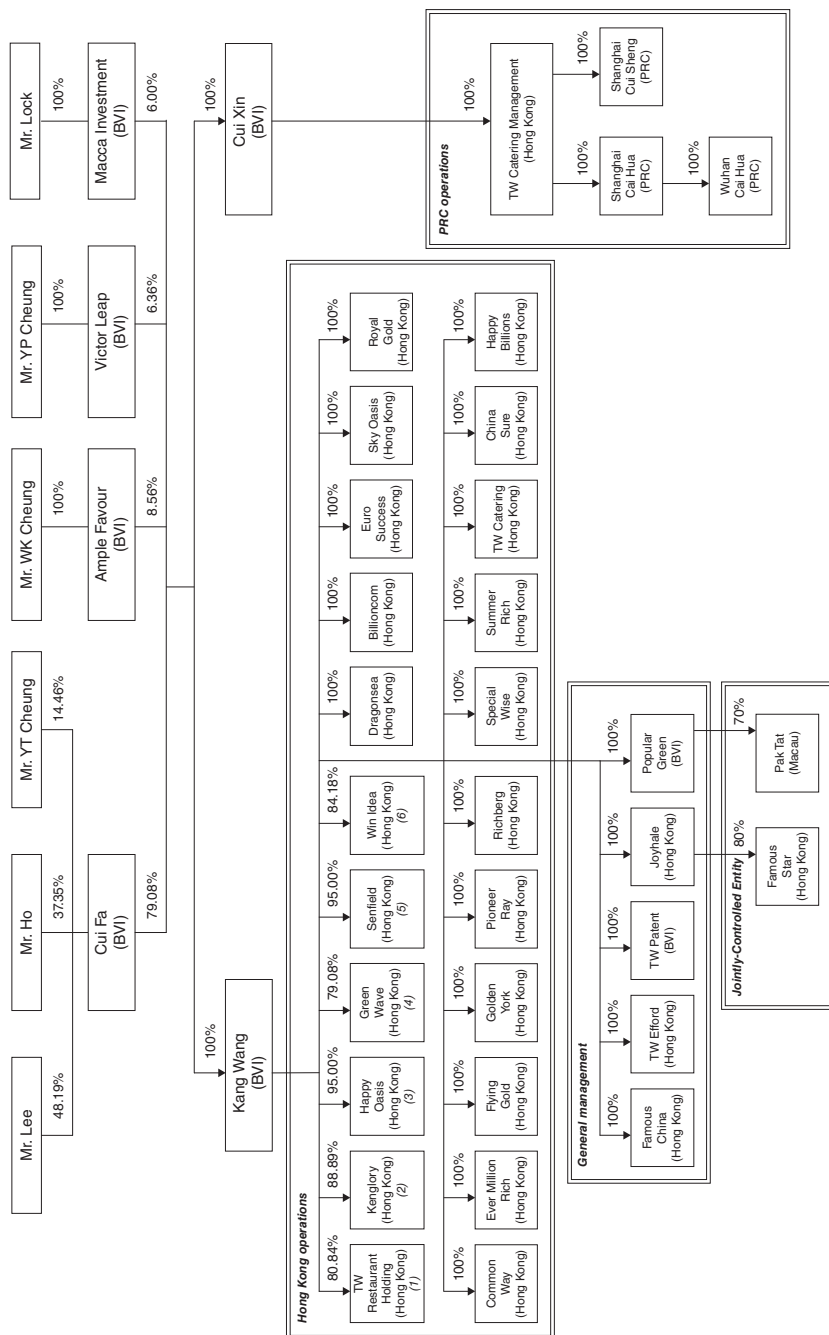 Mr. Lee
Mr. Ho
Mr. YT Cheung
Mr. WK Cheung
Mr. YP Cheung
Mr. Lock
48.19%
37.35%
14.46%
100%
100%
100%
Cui Fa
(BVI)
Ample Favour
(BVI)
Victor Leap
(BVI)
Macca Investment
(BVI)
79.08%
8.56%
6.36%
6.00%
100%
100%
Kang Wang
(BVI)
Cui Xin
(BVI)
Hong Kong operations
80.84%
88.89%
95.00%
79.08%
95.00%
84.18%
100%
100%
100%
100%
100%
TW
Restaurant
Holding
(Hong Kong)
(1)
Kenglory
(Hong Kong)
(2)
Happy
Oasis
(Hong Kong)
(3)
Green
Wave
(Hong Kong)
(4)
Senfield
(Hong Kong)
(5)
Win Idea
(Hong Kong)
(6)
Dragonsea
(Hong Kong)
Billioncom
(Hong Kong)
Euro
Success
(Hong Kong)
Sky Oasis
(Hong Kong)
Royal
Gold
(Hong Kong)
100%
100%
100%
100%
100%
100%
100%
100%
100%
100%
100%
Common
Way
(Hong Kong)
Ever Million
Rich
(Hong Kong)
Flying
Gold
(Hong Kong)
Golden
York
(Hong Kong)
Pioneer
Ray
(Hong Kong)
Richberg
(Hong Kong)
Special
Wise
(Hong Kong)
Summer
Rich
(Hong Kong)
TW Catering
(Hong Kong)
China
Sure
(Hong Kong)
Happy
Billions
(Hong Kong)
PRC operations
100%
TW Catering Management
(Hong Kong)
100%
100%
Shanghai
Cai Hua
(PRC)
Shanghai
Cui Sheng
(PRC)
100%
Wuhan
Cai Hua
(PRC)
General management
100%
100%
100%
100%
100%
Famous
China
(Hong Kong)
TW Efford
(Hong Kong)
TW Patent
(BVI)
Joyhale
(Hong Kong)
Popular
Green
(BVI)
Jointly-Controlled Entity
80%
70%
Famous
Star
(Hong Kong)
Pak Tat
(Macau)